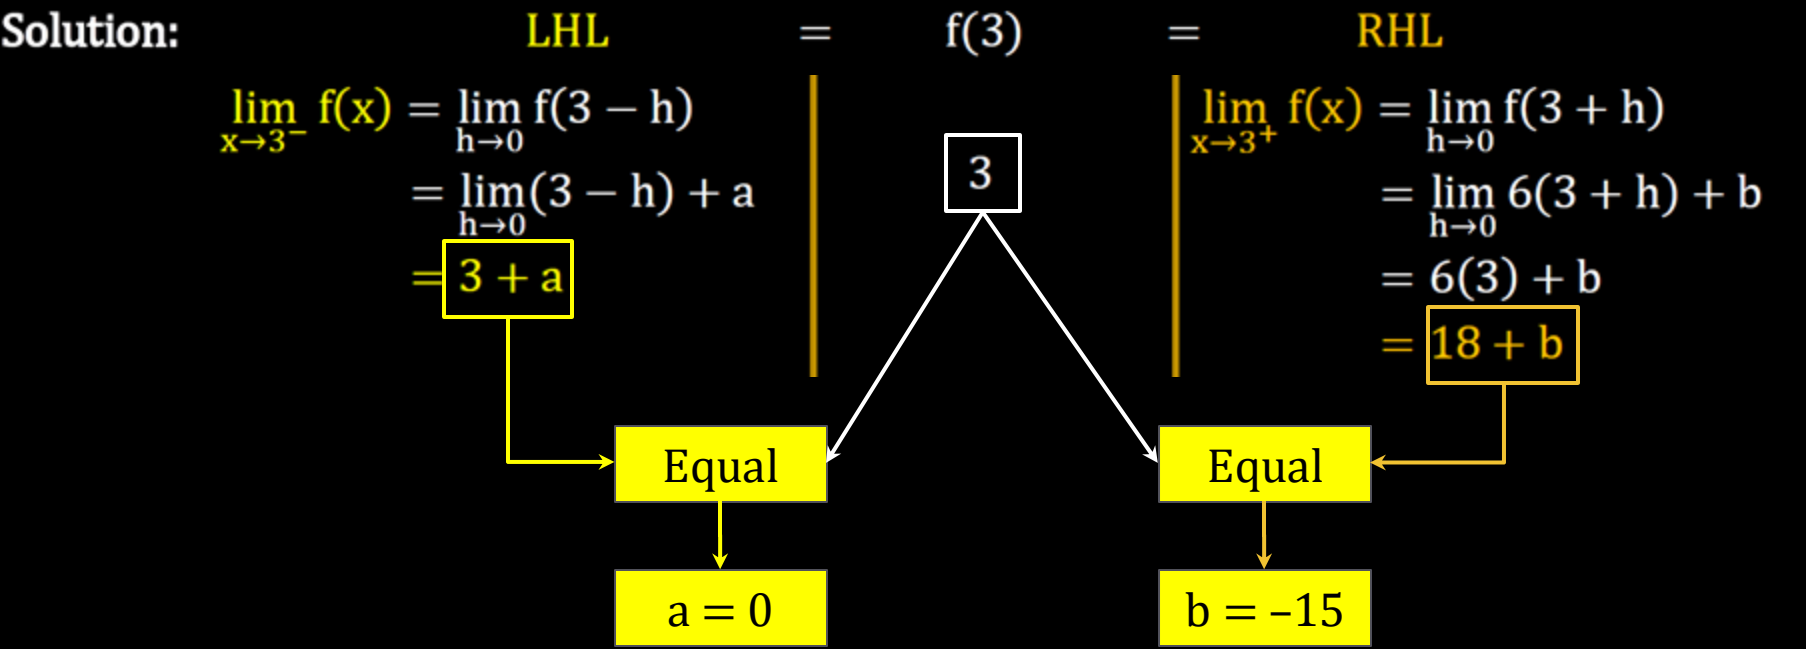 Solution: LHL = f(3) = RHL
lim x→3⁻ f(x) = lim h→0 f(3 − h)
= lim h→0 (3 − h) + a
= 3 + a
3
lim x→3⁺ f(x) = lim h→0 f(3 + h)
= lim h→0 6(3 + h) + b
= 6(3) + b
= 18 + b
Equal
Equal
a = 0
b = –15